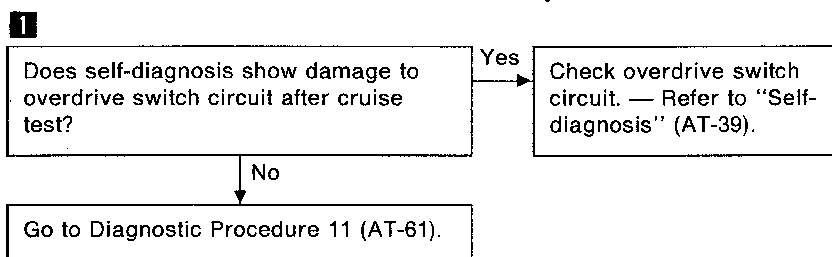 1
Does self-diagnosis show damage to
overdrive switch circuit after cruise
test?
Yes
Check overdrive switch
circuit. — Refer to “Self-
diagnosis” (AT-39).
No
Go to Diagnostic Procedure 11 (AT-61).